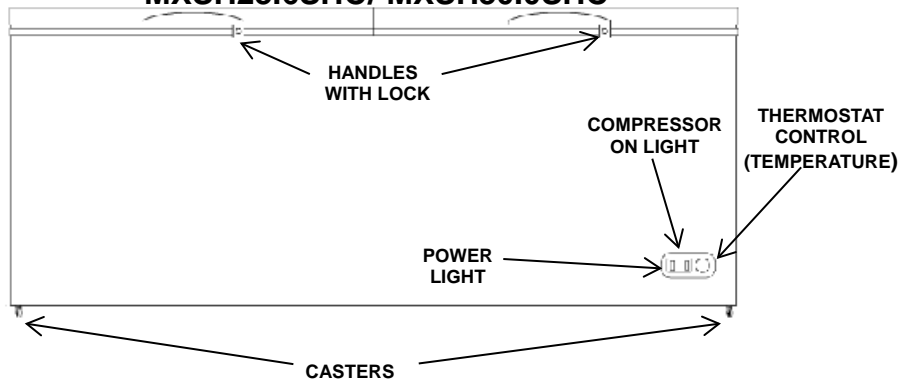 HANDLES
WITH LOCK
COMPRESSOR
ON LIGHT
THERMOSTAT
CONTROL
(TEMPERATURE)
POWER
LIGHT
CASTERS